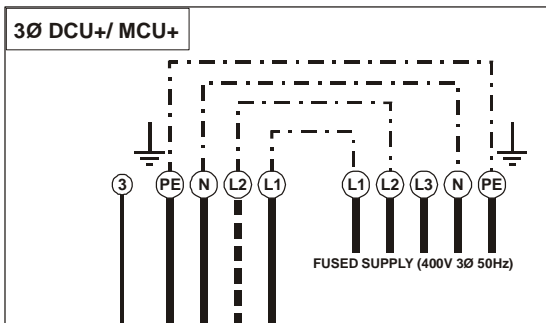 3Ø DCU+/ MCU+
3 PE N L2 L1 L1 L2 L3 N PE
FUSED SUPPLY (400V 3Ø 50Hz)